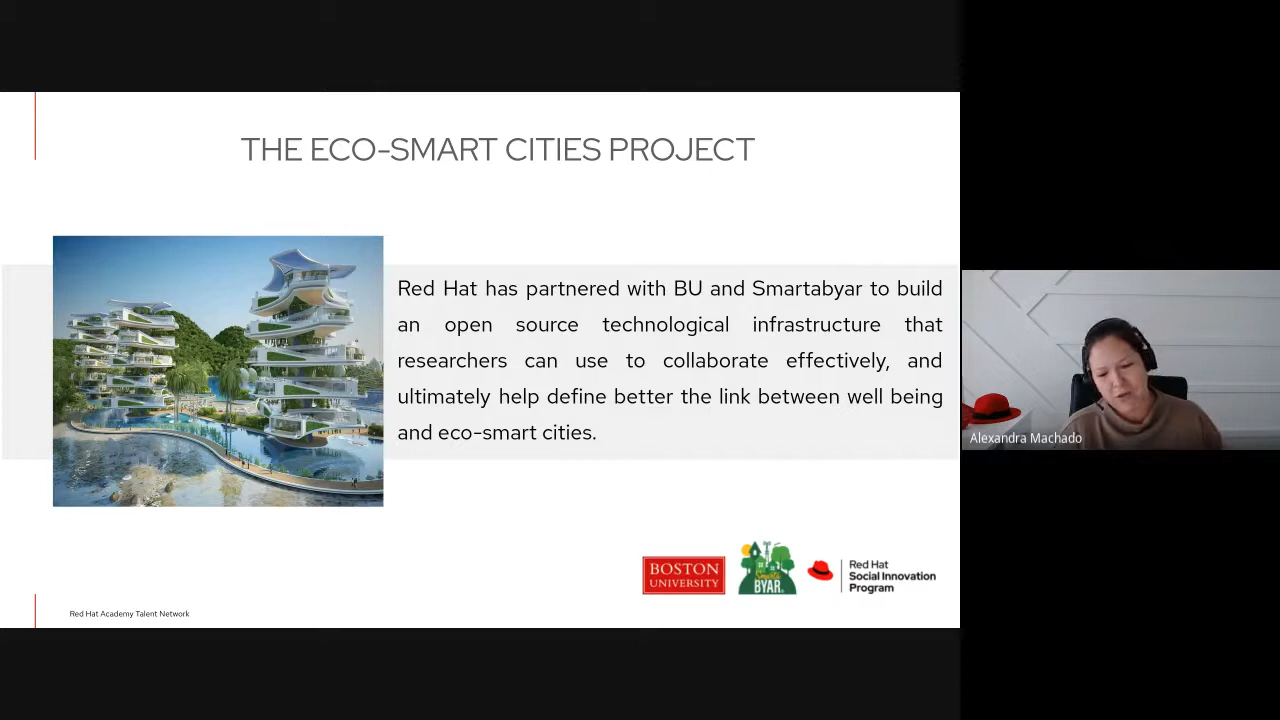 THE ECO-SMART CITIES PROJECT
Red Hat has partnered with BU and Smartabyar to build
an open source technological infrastructure that
researchers can use to collaborate effectively, and
ultimately help define better the link between well being
and eco-smart cities.
Alexandra Machado
BOSTON
UNIVERSITY
Smarta
BYAR
Red Hat
Social Innovation
Program
Red Hat Academy Talent Network